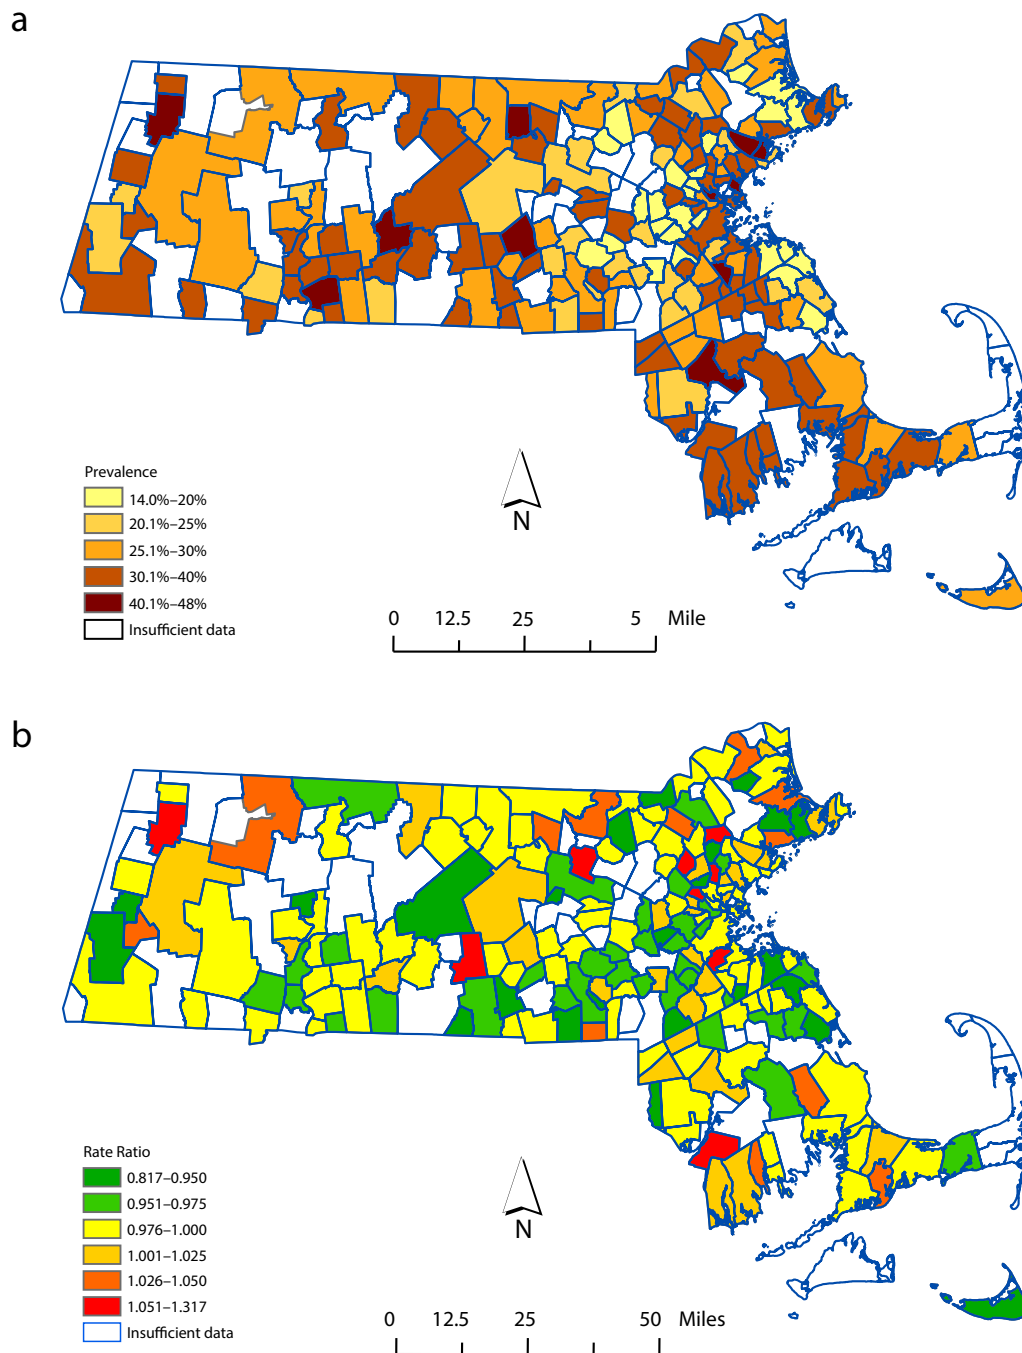 a
Prevalence
14.0%–20%
20.1%–25%
25.1%–30%
30.1%–40%
40.1%–48%
Insufficient data
N
0 12.5 25 5 Mile
b
Rate Ratio
0.817–0.950
0.951–0.975
0.976–1.000
1.001–1.025
1.026–1.050
1.051–1.317
Insufficient data
N
0 12.5 25 50 Miles